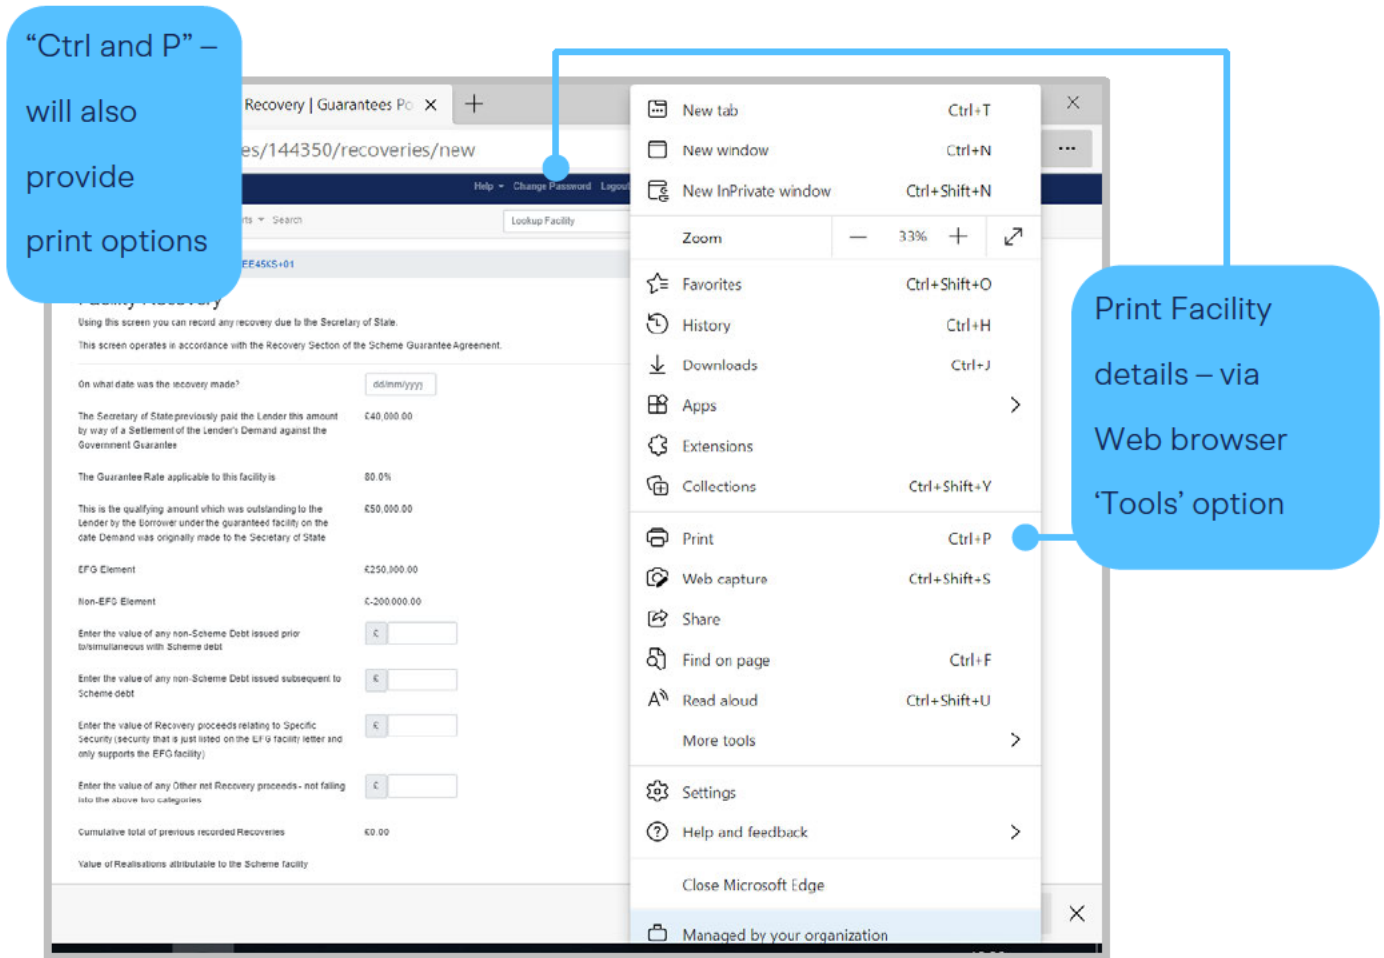 “Ctrl and P” –
will also
provide
print options
Recovery | Guarantees Po
es/144350/recoveries/new
Help Change Password Logout
rts Search
Lookup Facility
EE45KS+01
Facility Recovery
Using this screen you can record any recovery due to the Secretary of State.
This screen operates in accordance with the Recovery Section of the Scheme Guarantee Agreement.
On what date was the recovery made?
dd/mm/yyyy
The Secretary of State previously paid the Lender this amount
£40,000.00
by way of a Settlement of the Lender's Demand against the
Government Guarantee
The Guarantee Rate applicable to this facility is
80.0%
This is the qualifying amount which was outstanding to the
£50,000.00
Lender by the Borrower under the guaranteed facility on the
date Demand was orignally made to the Secretary of State
EFG Element
£250,000.00
Non-EFG Element
£-200,000.00
Enter the value of any non-Scheme Debt issued prior
£
to/simultaneous with Scheme debt
Enter the value of any non-Scheme Debt issued subsequent to
£
Scheme debt
Enter the value of Recovery proceeds relating to Specific
£
Security (security that is just listed on the EFG facility letter and
only supports the EFG facility)
Enter the value of any Other net Recovery proceeds - not falling
£
into the above two categories
Cumulative total of previous recorded Recoveries
£0.00
Value of Realisations attributable to the Scheme facility
New tab Ctrl+T
New window Ctrl+N
New InPrivate window Ctrl+Shift+N
Zoom — 33% +
Favorites Ctrl+Shift+O
History Ctrl+H
Downloads Ctrl+J
Apps
Extensions
Collections Ctrl+Shift+Y
Print Ctrl+P
Web capture Ctrl+Shift+S
Share
Find on page Ctrl+F
Read aloud Ctrl+Shift+U
More tools
Settings
Help and feedback
Close Microsoft Edge
Managed by your organization
Print Facility
details – via
Web browser
‘Tools’ option